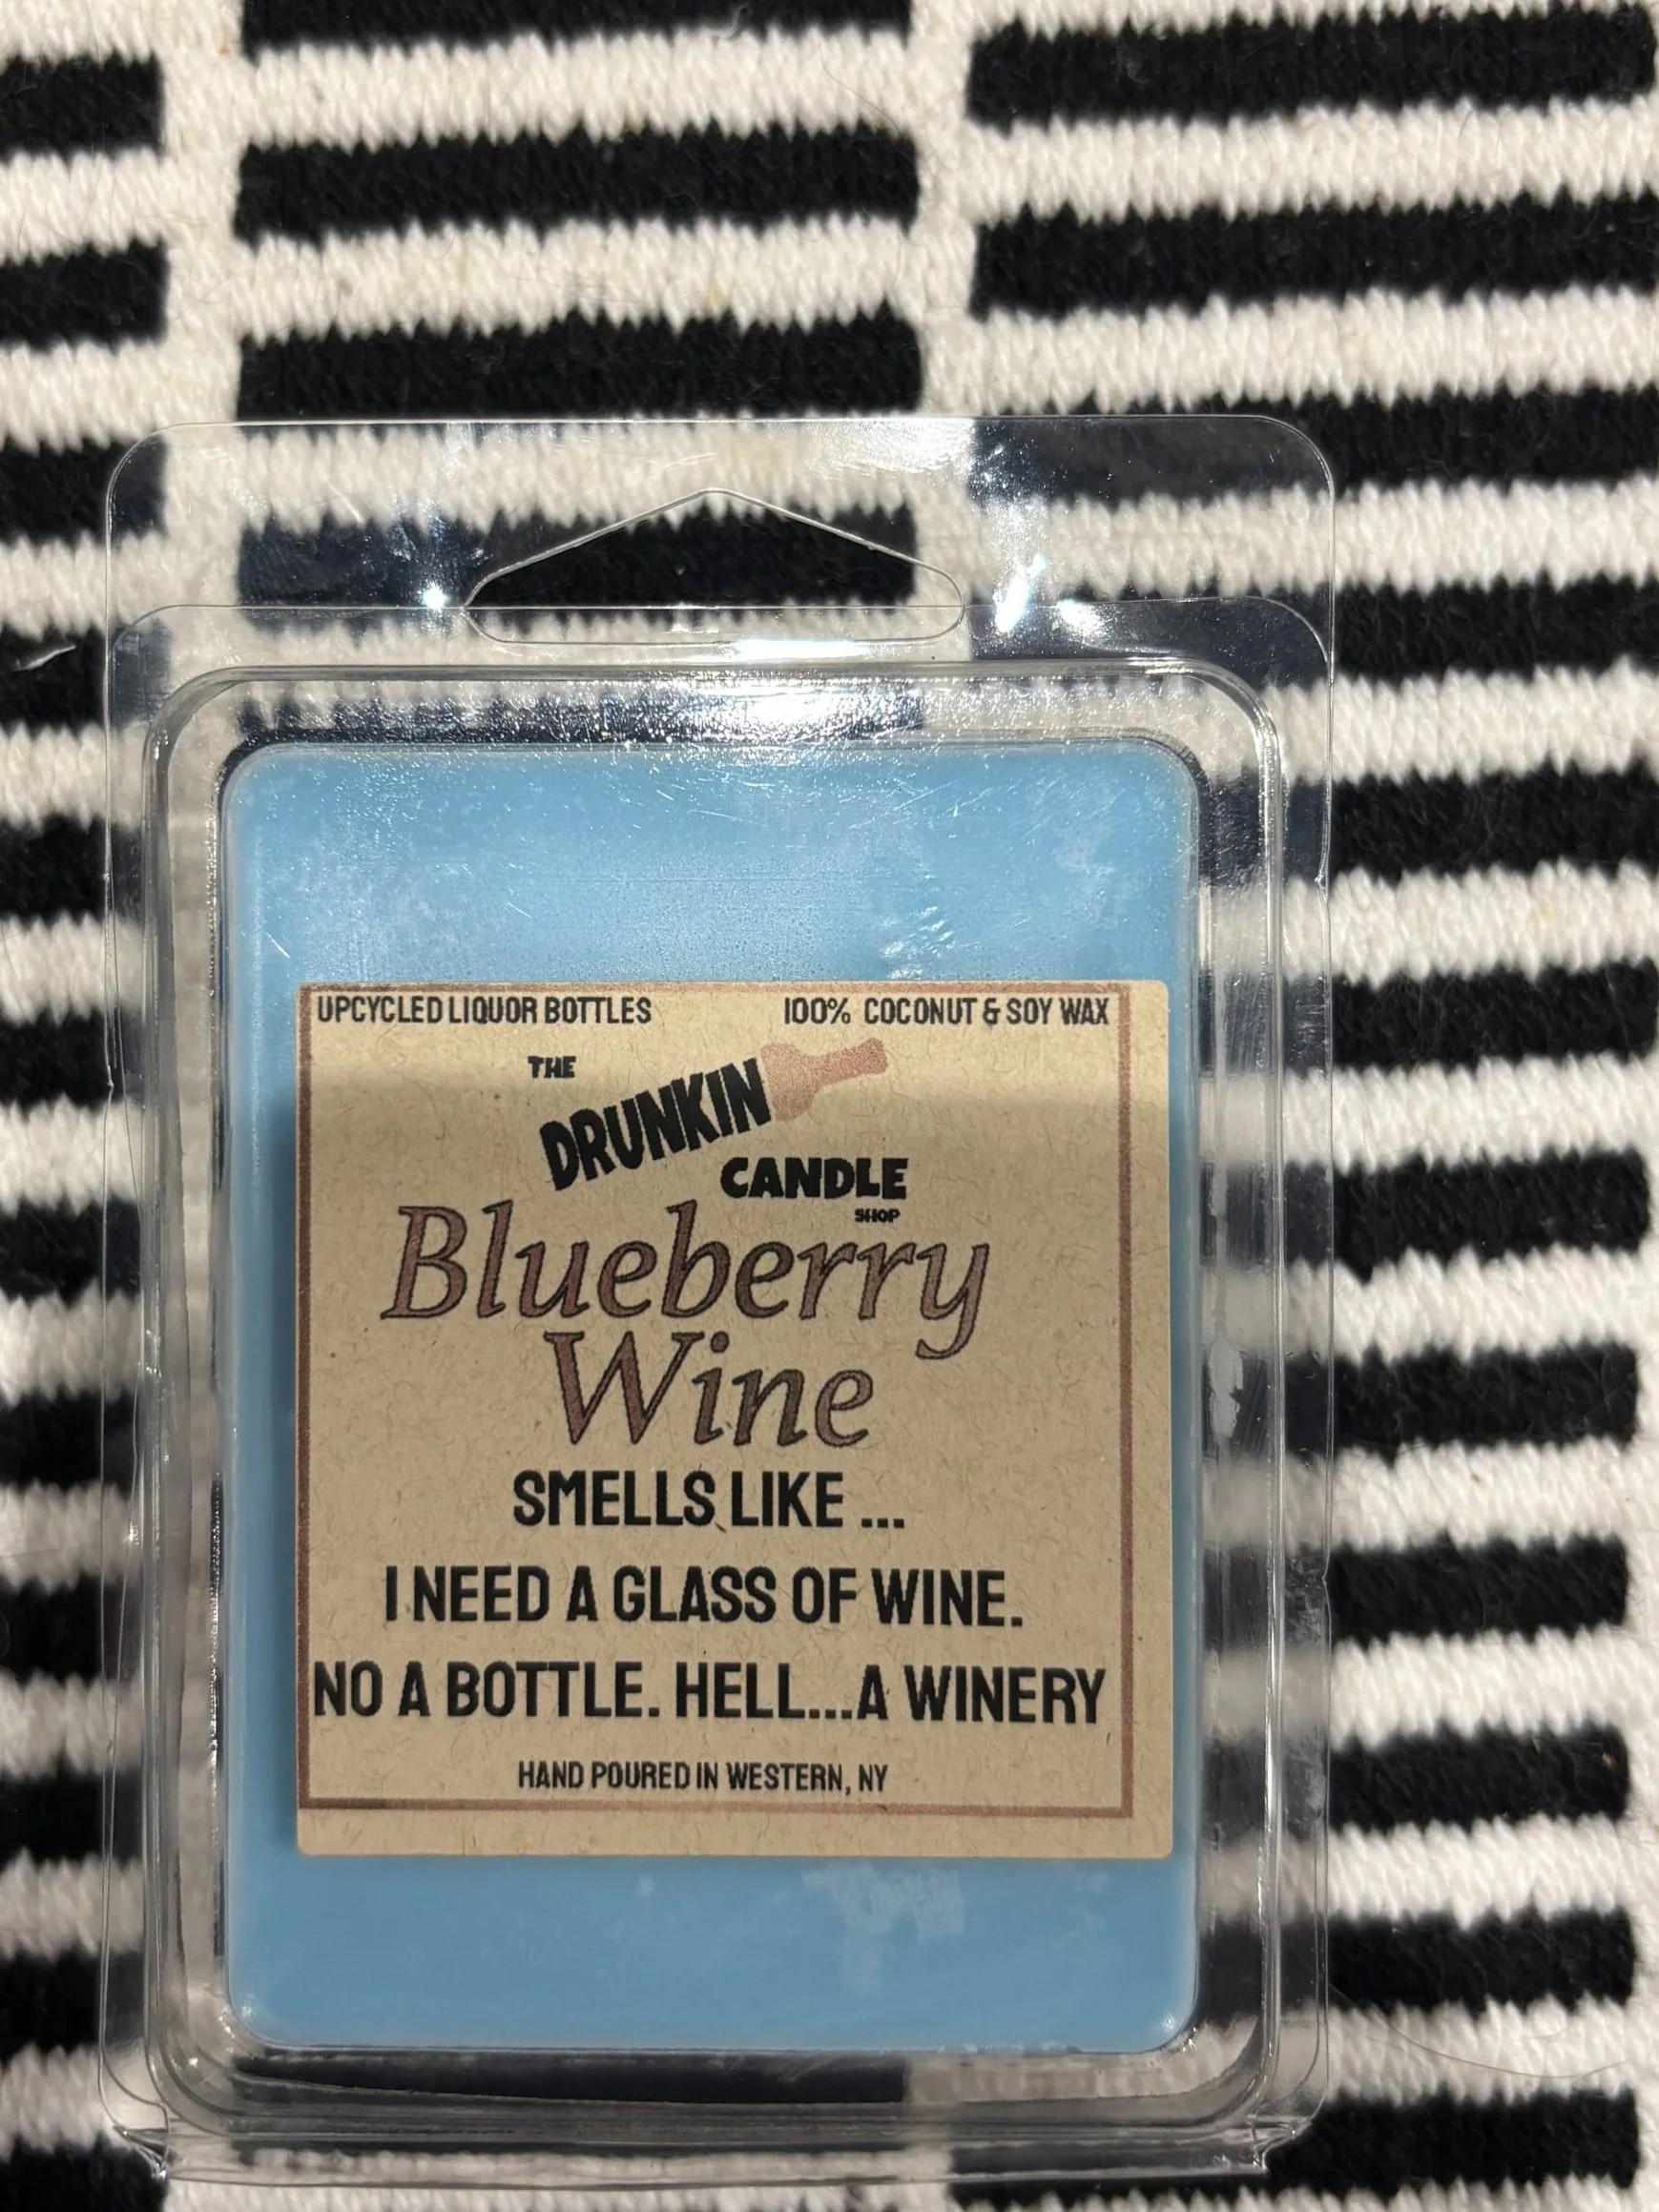 UPCYCLED LIQUOR BOTTLES 100% COCONUT & SOY WAX
THE
DRUNKIN
CANDLE
SHOP
Blueberry
Wine
SMELLS LIKE ...
I NEED A GLASS OF WINE.
NO A BOTTLE. HELL...A WINERY
HAND POURED IN WESTERN, NY